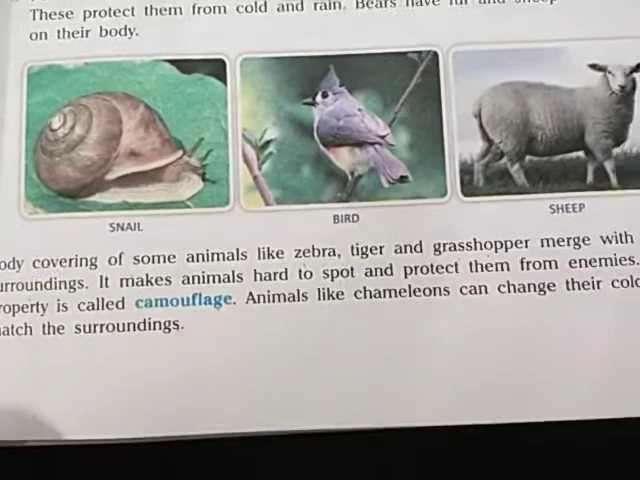 These protect them from cold and rain. Bears have fur and sheep
on their body.
SNAIL
BIRD
SHEEP
ody covering of some animals like zebra, tiger and grasshopper merge with
urroundings. It makes animals hard to spot and protect them from enemies.
roperty is called camouflage. Animals like chameleons can change their colo
atch the surroundings.